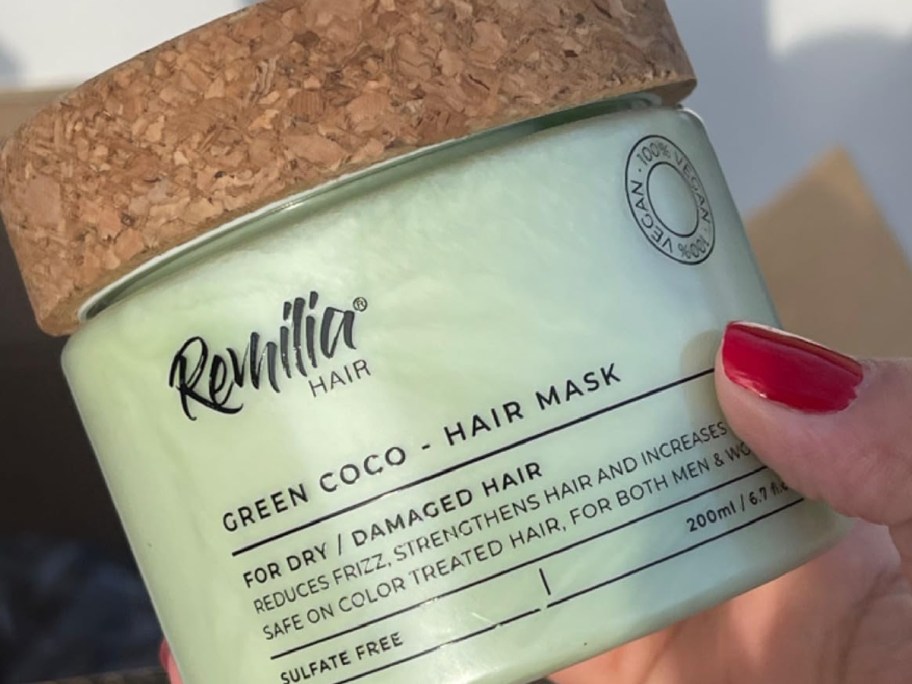 100% VEGAN · 100% VEGAN ·
Remilia®
HAIR
GREEN COCO - HAIR MASK
FOR DRY / DAMAGED HAIR
REDUCES FRIZZ, STRENGTHENS HAIR AND INCREASES
SAFE ON COLOR TREATED HAIR, FOR BOTH MEN &
200ml / 6.7
SULFATE FREE